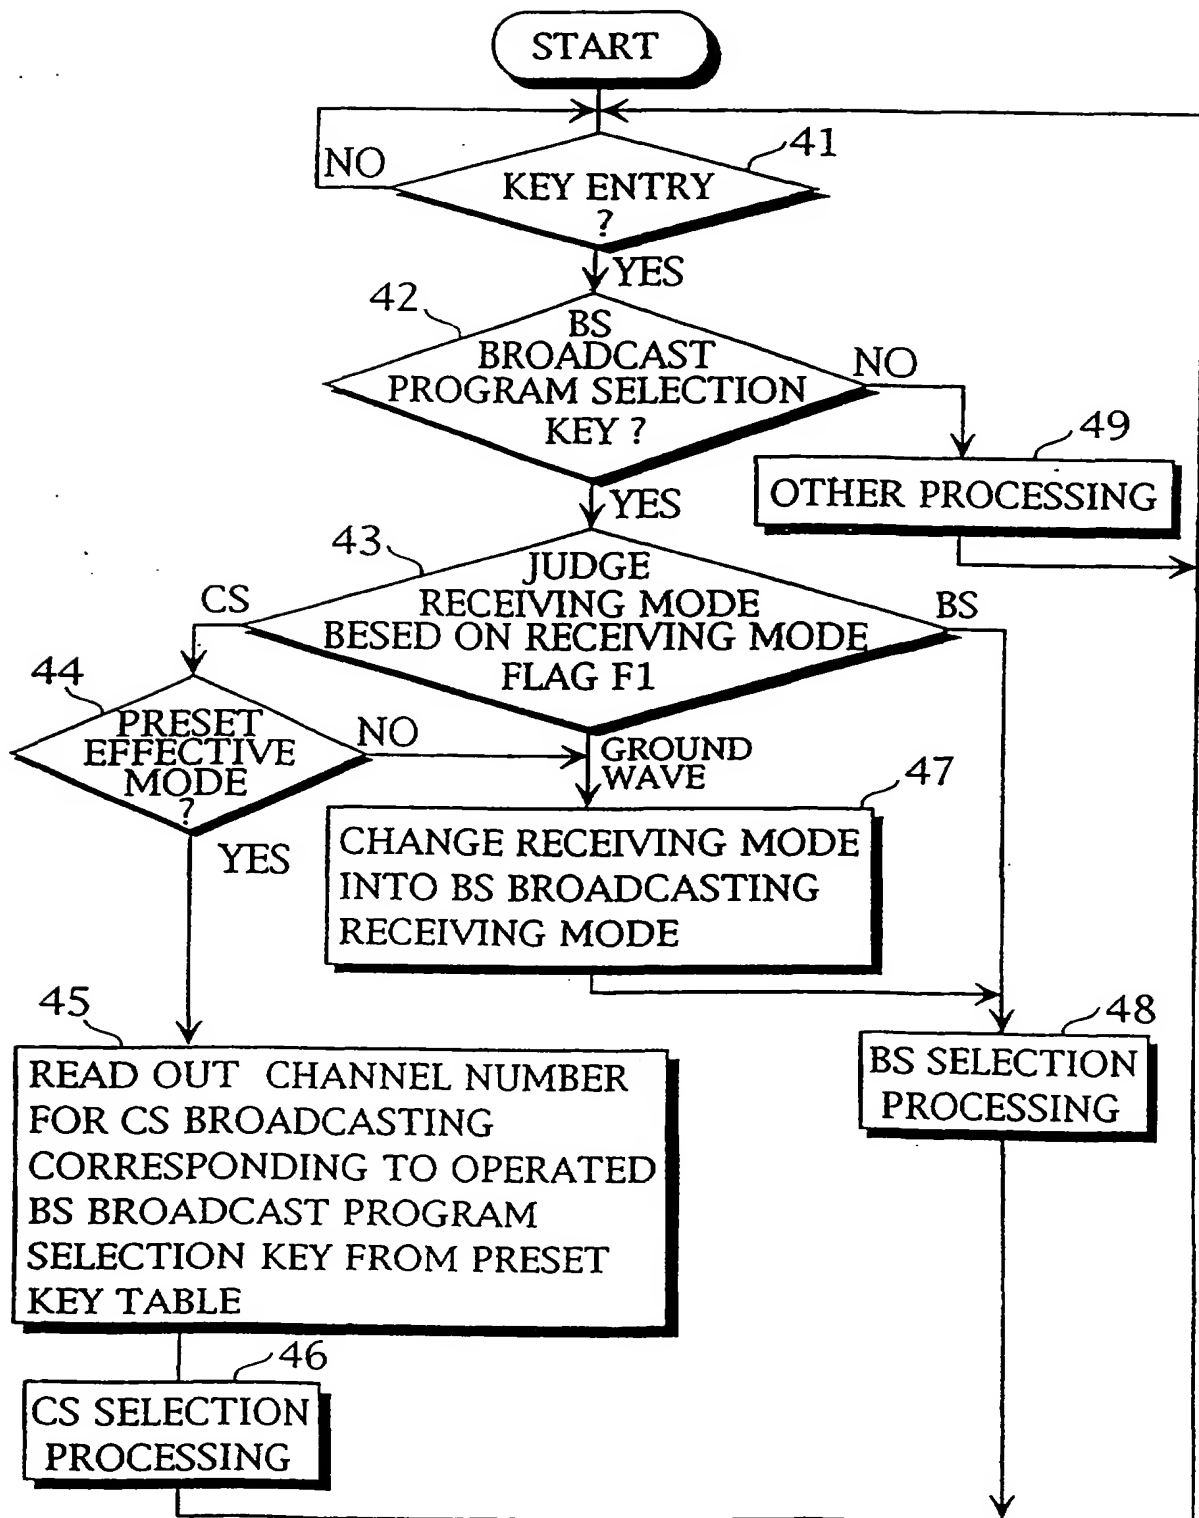 START
NO
41
KEY ENTRY
?
YES
42
BS
BROADCAST
PROGRAM SELECTION
KEY ?
NO
49
OTHER PROCESSING
YES
43
JUDGE
RECEIVING MODE
BESED ON RECEIVING MODE
FLAG F1
CS
BS
44
PRESET
EFFECTIVE
MODE
?
NO
YES
GROUND
WAVE
47
CHANGE RECEIVING MODE
INTO BS BROADCASTING
RECEIVING MODE
45
READ OUT CHANNEL NUMBER
FOR CS BROADCASTING
CORRESPONDING TO OPERATED
BS BROADCAST PROGRAM
SELECTION KEY FROM PRESET
KEY TABLE
48
BS SELECTION
PROCESSING
46
CS SELECTION
PROCESSING